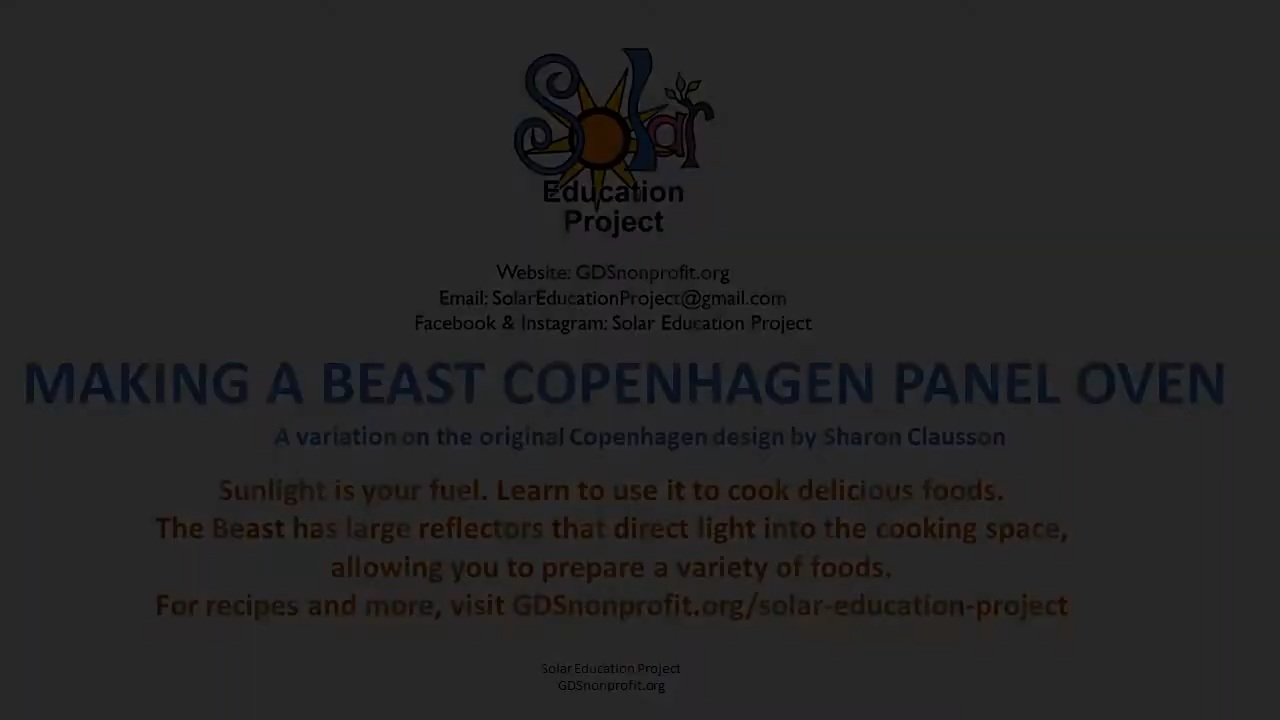 Solar
Education
Project
Website: GDSnonprofit.org
Email: SolarEducationProject@gmail.com
Facebook & Instagram: Solar Education Project
MAKING A BEAST COPENHAGEN PANEL OVEN
A variation on the original Copenhagen design by Sharon Clausson
Sunlight is your fuel. Learn to use it to cook delicious foods.
The Beast has large reflectors that direct light into the cooking space,
allowing you to prepare a variety of foods.
For recipes and more, visit GDSnonprofit.org/solar-education-project
Solar Education Project
GDSnonprofit.org